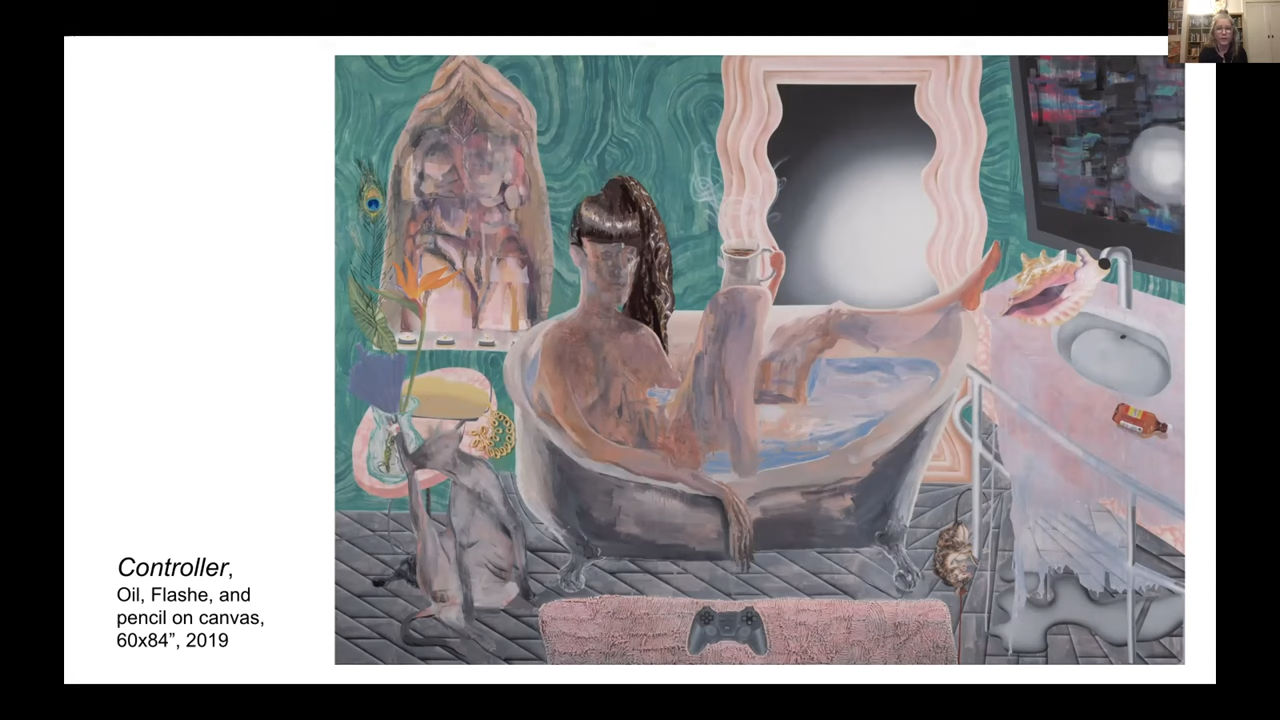 Controller,
Oil, Flashe, and
pencil on canvas,
60x84”, 2019